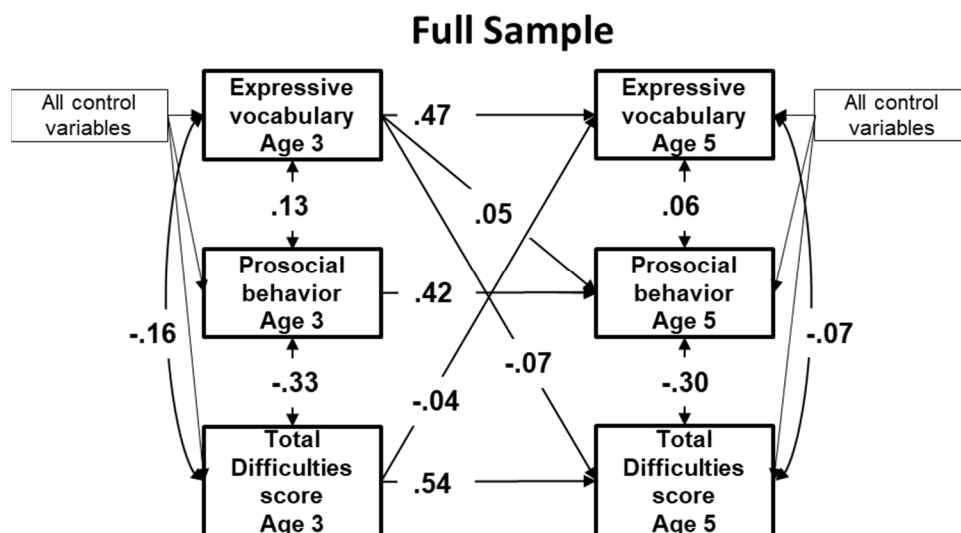 Full Sample
All control
variables
Expressive
vocabulary
Age 3
.47
Expressive
vocabulary
Age 5
All control
variables
.13
.05
.06
Prosocial
behavior
Age 3
.42
Prosocial
behavior
Age 5
-.16
-.33
-.07
-.30
-.07
-.04
Total
Difficulties
score
Age 3
.54
Total
Difficulties
score
Age 5